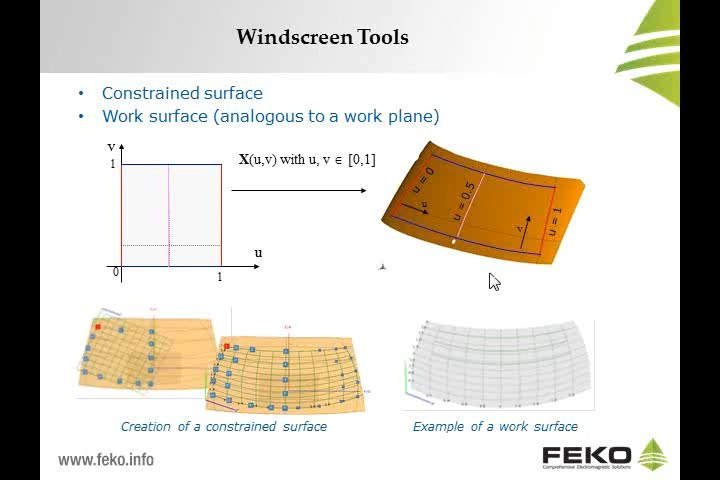 Windscreen Tools
• Constrained surface
• Work surface (analogous to a work plane)
v
1
X(u,v) with u, v ∈ [0,1]
u = 0
u = 0.5
u = 1
u
v
u
0
1
Creation of a constrained surface
Example of a work surface
www.feko.info
FEKO
Comprehensive Electromagnetic Solutions